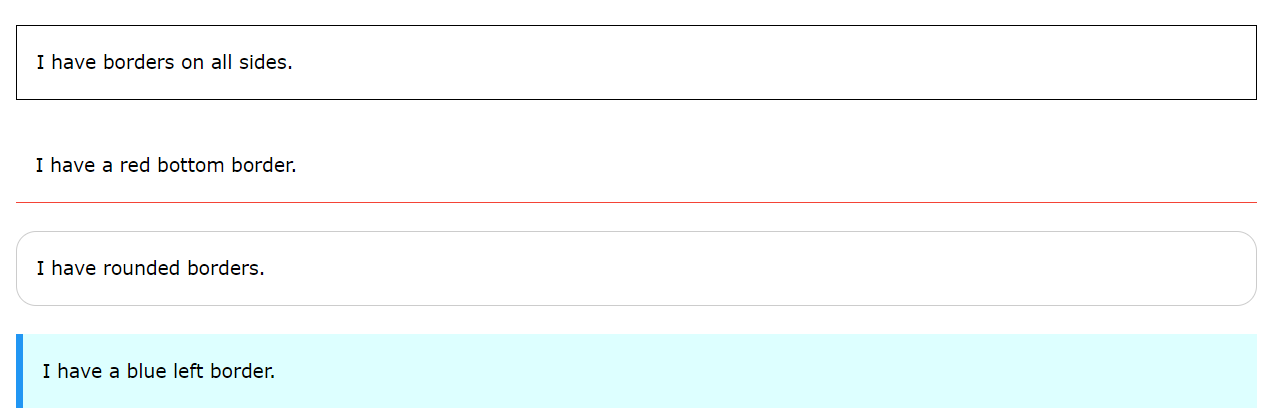 I have borders on all sides.
I have a red bottom border.
I have rounded borders.
I have a blue left border.